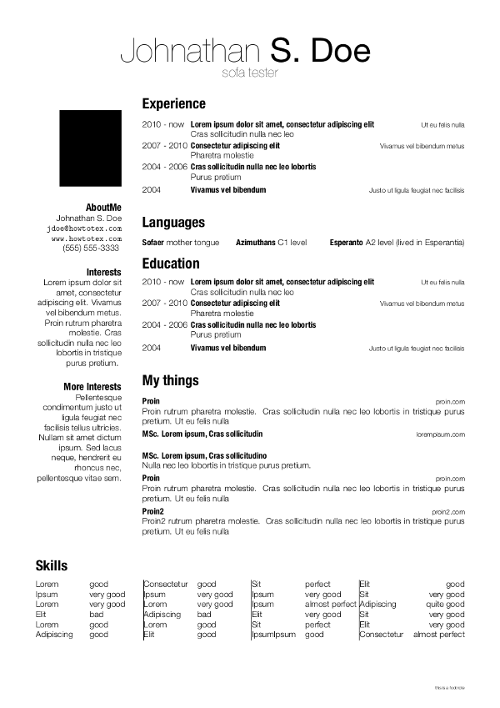 Johnathan S. Doe
sofa tester
AboutMe
Johnathan S. Doe
jdoe@howtotex.com
www.howtotex.com
(555) 555-3333
Interests
Lorem ipsum dolor sit
amet, consectetur
adipiscing elit. Vivamus
vel bibendum metus.
Proin rutrum pharetra
molestie. Cras
sollicitudin nulla nec leo
lobortis in tristique
purus pretium.
More Interests
Pellentesque
condimentum justo ut
ligula feugiat nec
facilisis tellus ultricies.
Nullam sit amet dictum
ipsum. Sed lacus
neque, hendrerit eu
rhoncus nec,
pellentesque vitae sem.
Experience
2010 - now Lorem ipsum dolor sit amet, consectetur adipiscing elit Ut eu felis nulla
Cras sollicitudin nulla nec leo
2007 - 2010 Consectetur adipiscing elit Vivamus vel bibendum metus
Pharetra molestie
2004 - 2006 Cras sollicitudin nulla nec leo lobortis
Purus pretium
2004 Vivamus vel bibendum Justo ut ligula feugiat nec facilisis
Languages
Sofaer mother tongue Azimuthans C1 level Esperanto A2 level (lived in Esperantia)
Education
2010 - now Lorem ipsum dolor sit amet, consectetur adipiscing elit Ut eu felis nulla
Cras sollicitudin nulla nec leo
2007 - 2010 Consectetur adipiscing elit Vivamus vel bibendum metus
Pharetra molestie
2004 - 2006 Cras sollicitudin nulla nec leo lobortis
Purus pretium
2004 Vivamus vel bibendum Justo ut ligula feugiat nec facilisis
My things
Proin proin.com
Proin rutrum pharetra molestie. Cras sollicitudin nulla nec leo lobortis in tristique purus
pretium. Ut eu felis nulla
MSc. Lorem ipsum, Cras sollicitudin loremipsum.com
MSc. Lorem ipsum, Cras sollicitudino
Nulla nec leo lobortis in tristique purus pretium.
Proin proin.com
Proin rutrum pharetra molestie. Cras sollicitudin nulla nec leo lobortis in tristique purus
pretium. Ut eu felis nulla
Proin2 proin2.com
Proin2 rutrum pharetra molestie. Cras sollicitudin nulla nec leo lobortis in tristique purus
pretium. Ut eu felis nulla
Skills
Lorem good Consectetur good Sit perfect Elit good
Ipsum very good Ipsum very good Ipsum very good Sit very good
Lorem very good Lorem very good Ipsum almost perfect Adipiscing quite good
Elit bad Adipiscing bad Elit very good Sit very good
Lorem good Lorem good Sit perfect Elit very good
Adipiscing good Elit good IpsumIpsum good Consectetur almost perfect
This is a footnote